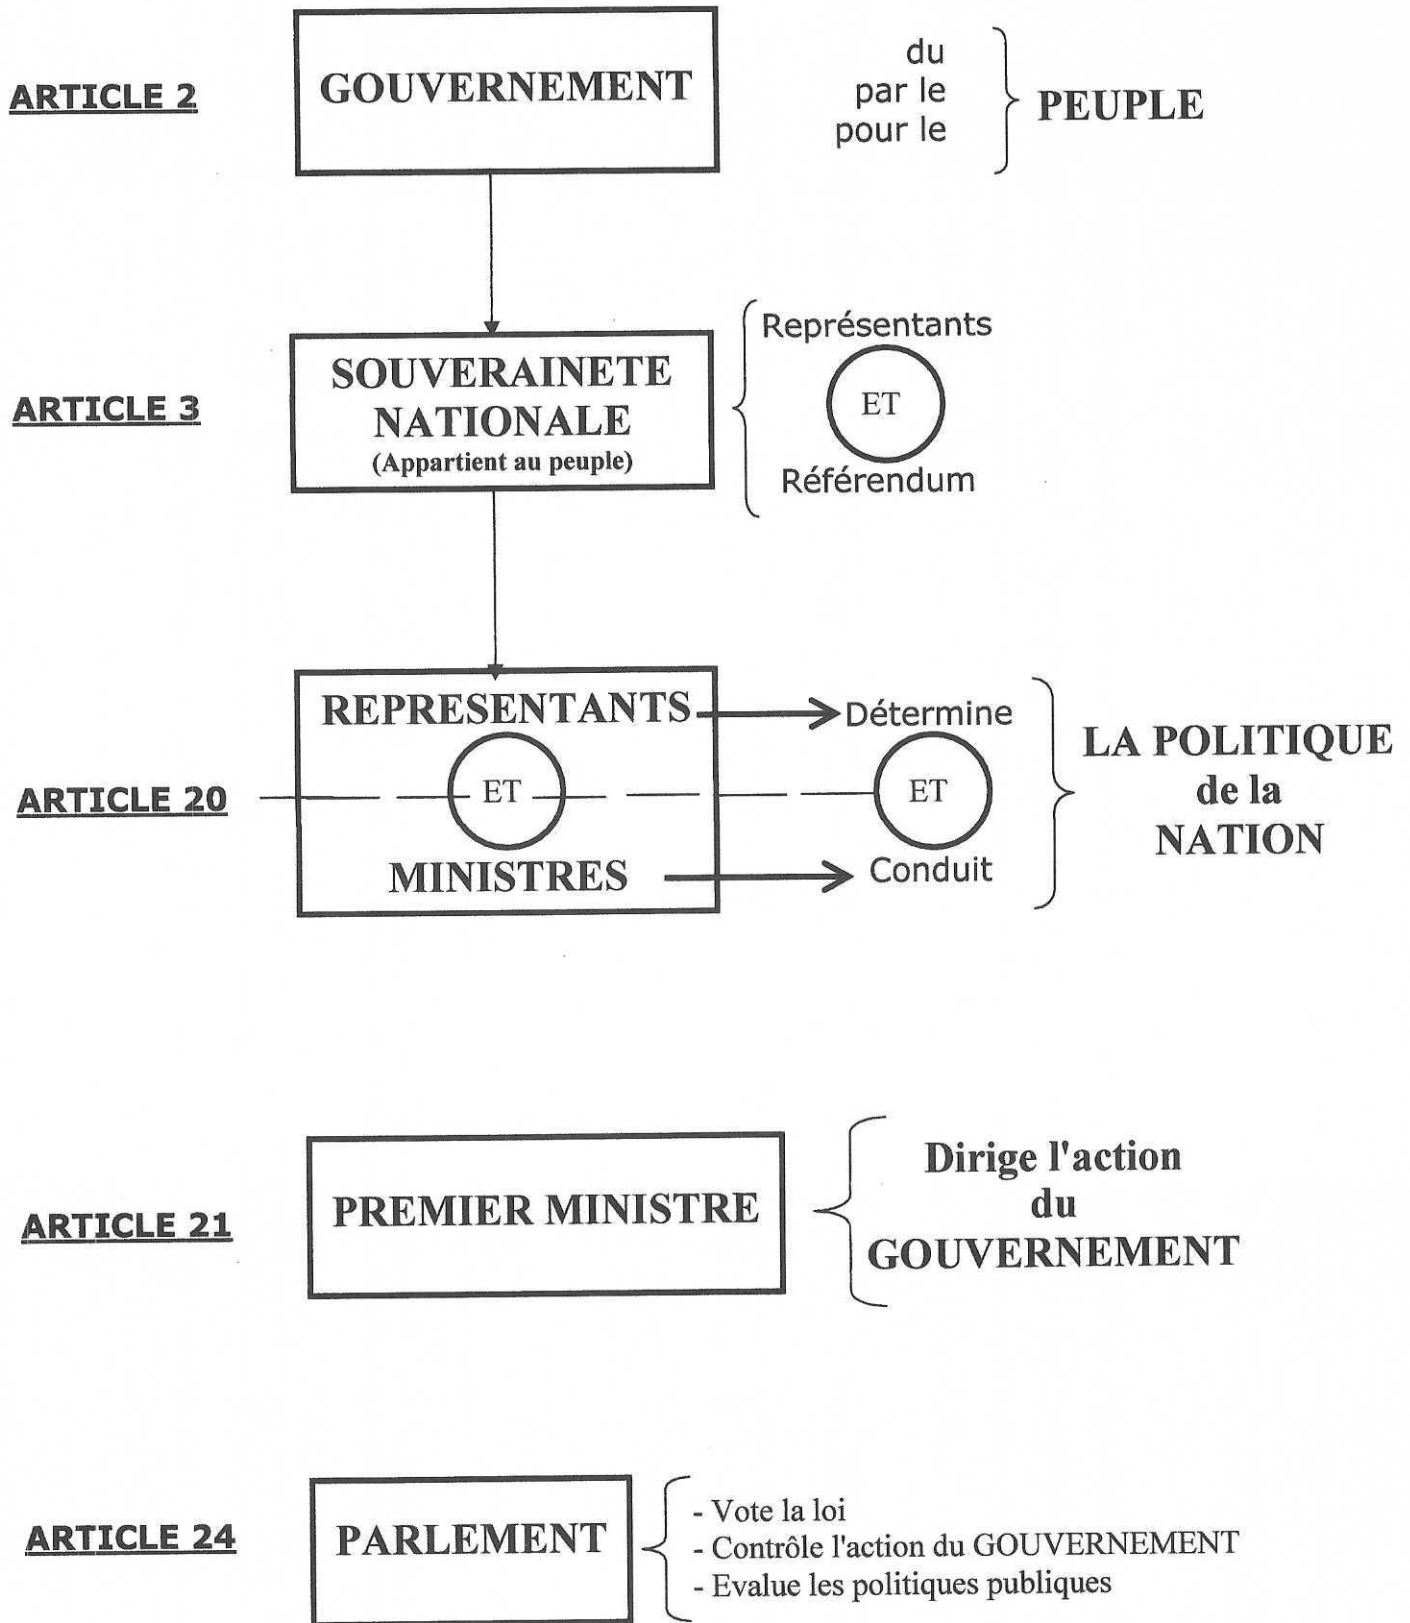 ARTICLE 2
GOUVERNEMENT
du
par le
pour le
PEUPLE
ARTICLE 3
SOUVERAINETE
NATIONALE
(Appartient au peuple)
Représentants
ET
Référendum
ARTICLE 20
REPRESENTANTS
ET
MINISTRES
Détermine
ET
Conduit
LA POLITIQUE
de la
NATION
ARTICLE 21
PREMIER MINISTRE
Dirige l'action
du
GOUVERNEMENT
ARTICLE 24
PARLEMENT
- Vote la loi
- Contrôle l'action du GOUVERNEMENT
- Evalue les politiques publiques